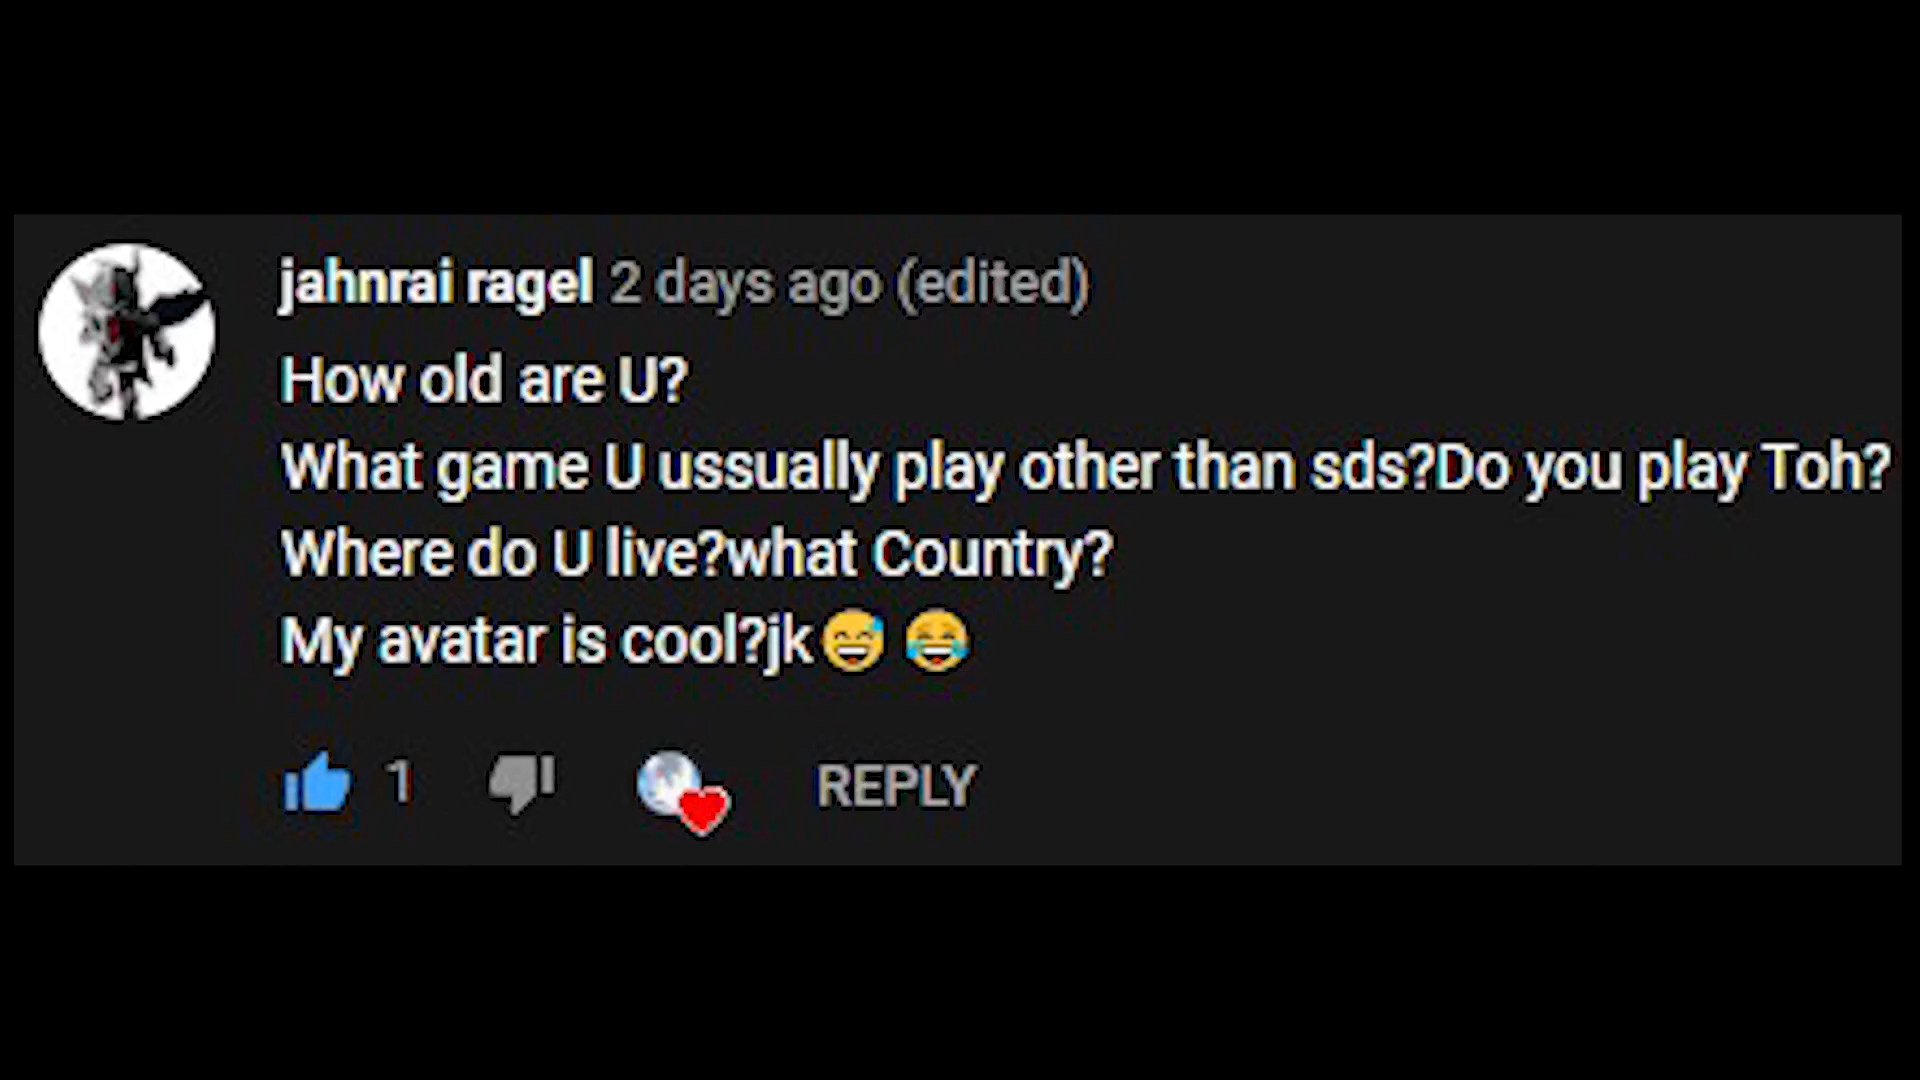 jahnrai ragel 2 days ago (edited)
How old are U?
What game U ussually play other than sds?Do you play Toh?
Where do U live?what Country?
My avatar is cool?jk😅 😂
1 REPLY